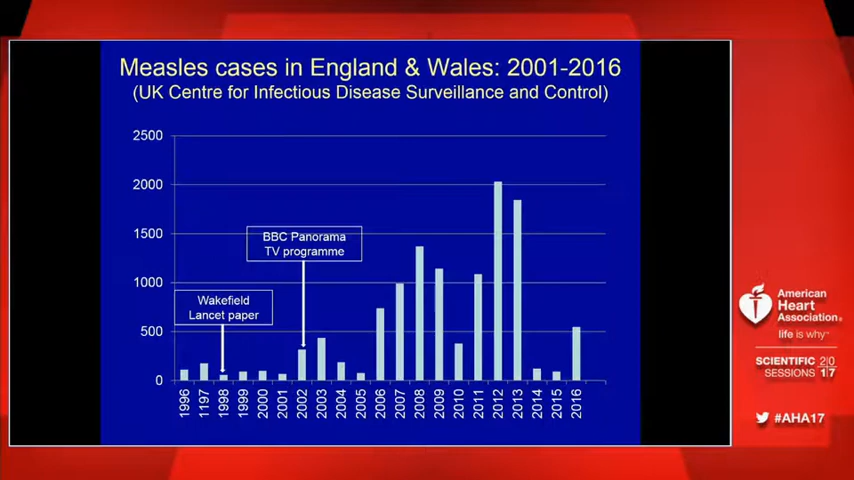 Measles cases in England & Wales: 2001-2016
(UK Centre for Infectious Disease Surveillance and Control)
2500
2000
1500
1000
500
0
BBC Panorama
TV programme
Wakefield
Lancet paper
1996
1197
1998
1999
2000
2001
2002
2003
2004
2005
2006
2007
2008
2009
2010
2011
2012
2013
2014
2015
2016
American
Heart
Association®
life is why™
SCIENTIFIC 20
SESSIONS 17
#AHA17